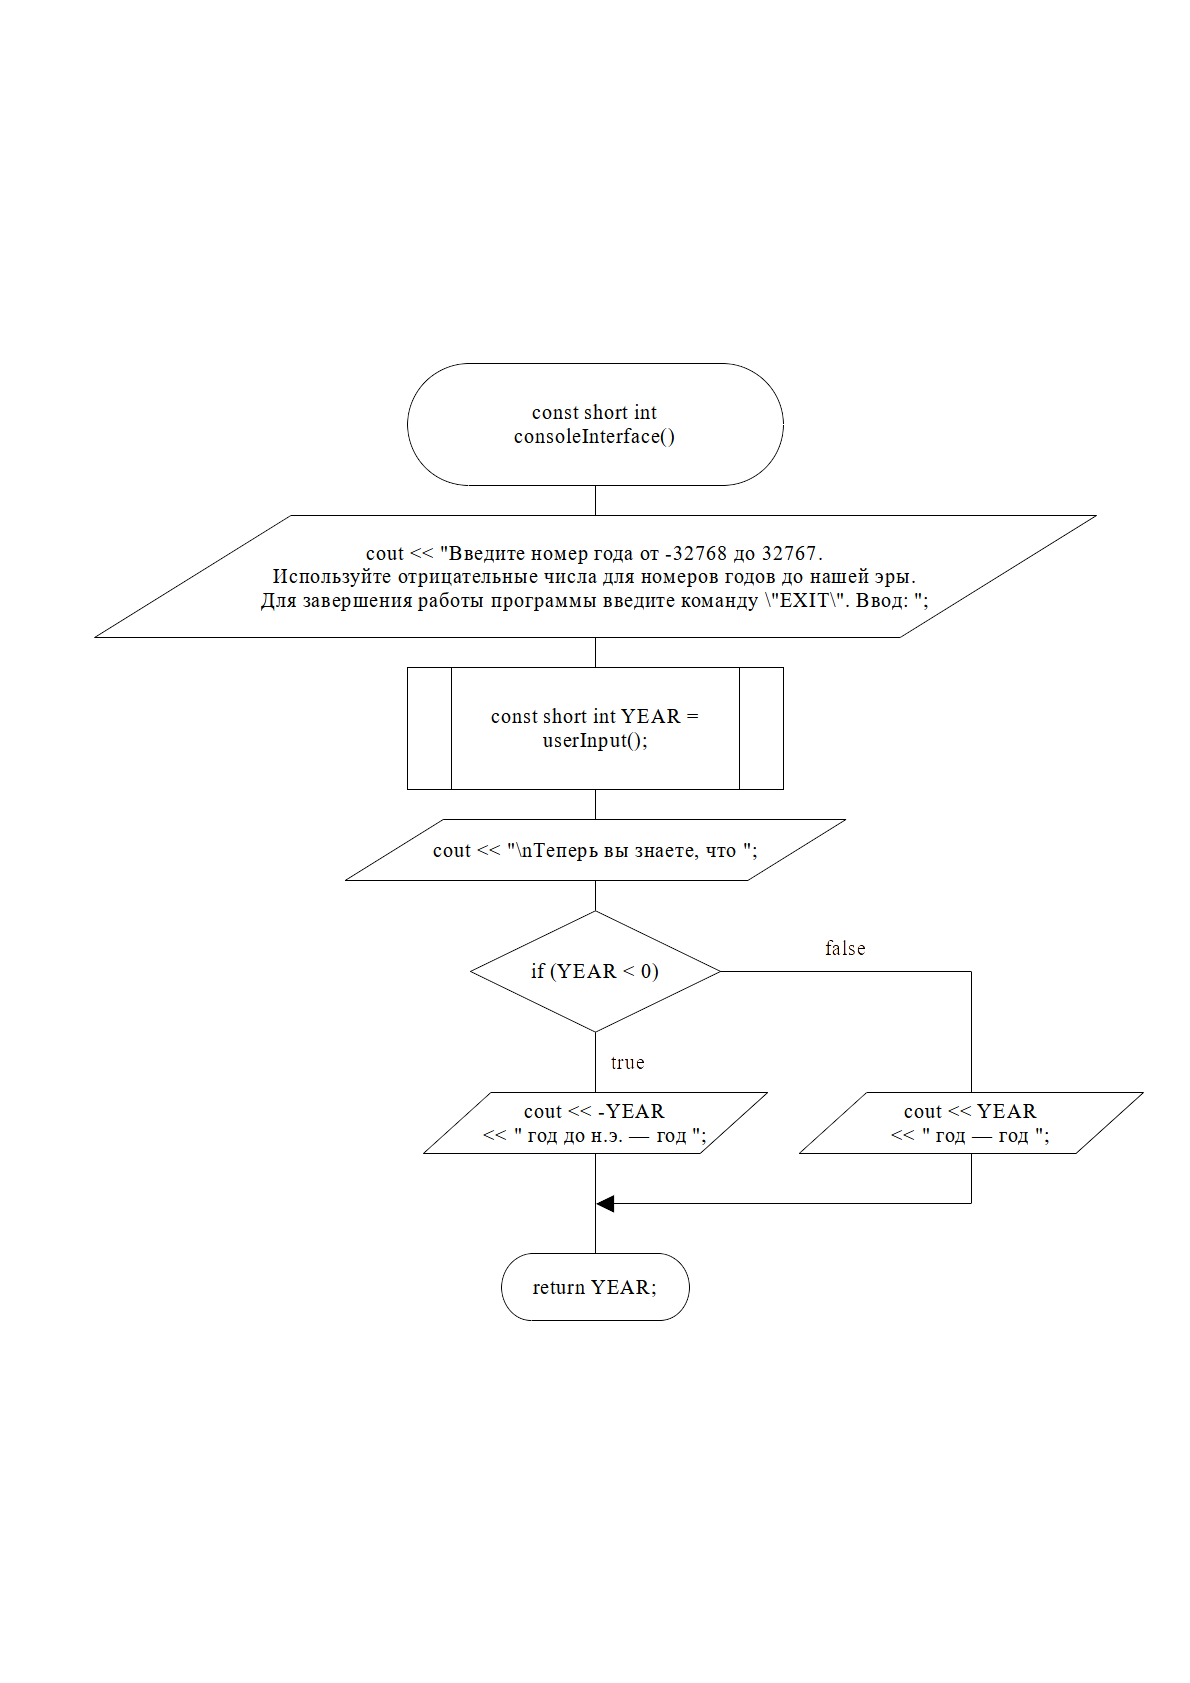 const short int
consoleInterface()
cout << "Введите номер года от -32768 до 32767.
Используйте отрицательные числа для номеров годов до нашей эры.
Для завершения работы программы введите команду \"EXIT\". Ввод: ";
const short int YEAR =
userInput();
cout << "\nТеперь вы знаете, что ";
if (YEAR < 0)
false
true
cout << -YEAR
<< " год до н.э. — год ";
cout << YEAR
<< " год — год ";
return YEAR;